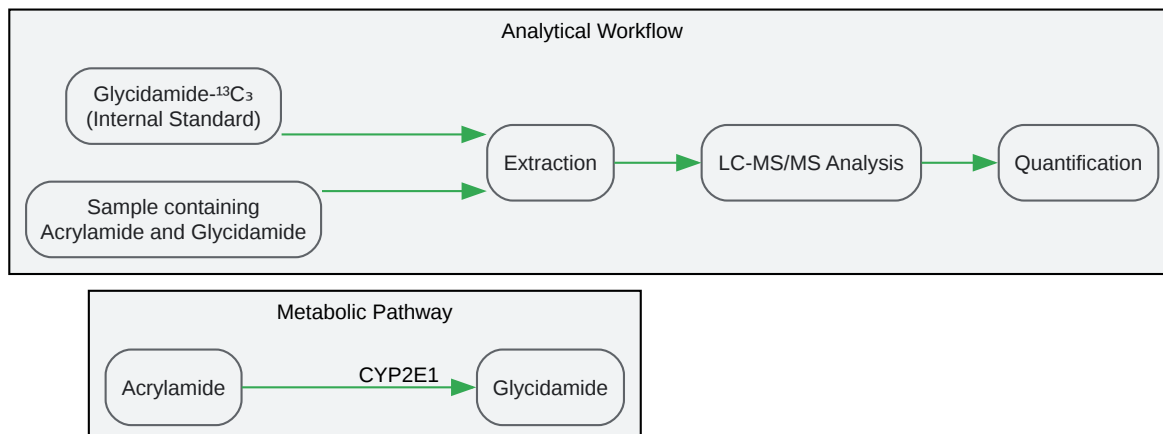 Analytical Workflow
Glycidamide-¹³C₃
(Internal Standard)
Sample containing
Acrylamide and Glycidamide
Extraction
LC-MS/MS Analysis
Quantification
Metabolic Pathway
Acrylamide
CYP2E1
Glycidamide